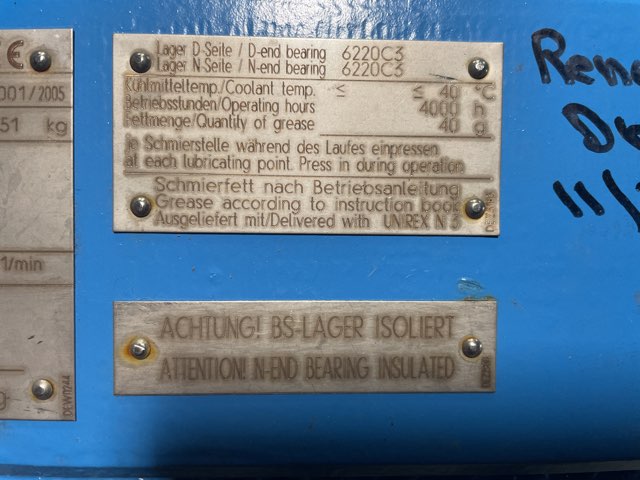 CE
001/2005
51 kg
1/min
g
Lager D-Seite / D-end bearing 6220C3
Lager N-Seite / N-end bearing 6220C3
Kühlmitteltemp./Coolant temp. ≤ ≤ 40 °C
Betriebsstunden/Operating hours 4000 h
Fettmenge/Quantity of grease 40 g
je Schmierstelle während des Laufes einpressen
at each lubricating point. Press in during operation
Schmierfett nach Betriebsanleitung
Grease according to instruction book
Ausgeliefert mit/Delivered with UNIREX N 3
ACHTUNG! BS-LAGER ISOLIERT
ATTENTION! N-END BEARING INSULATED
11/